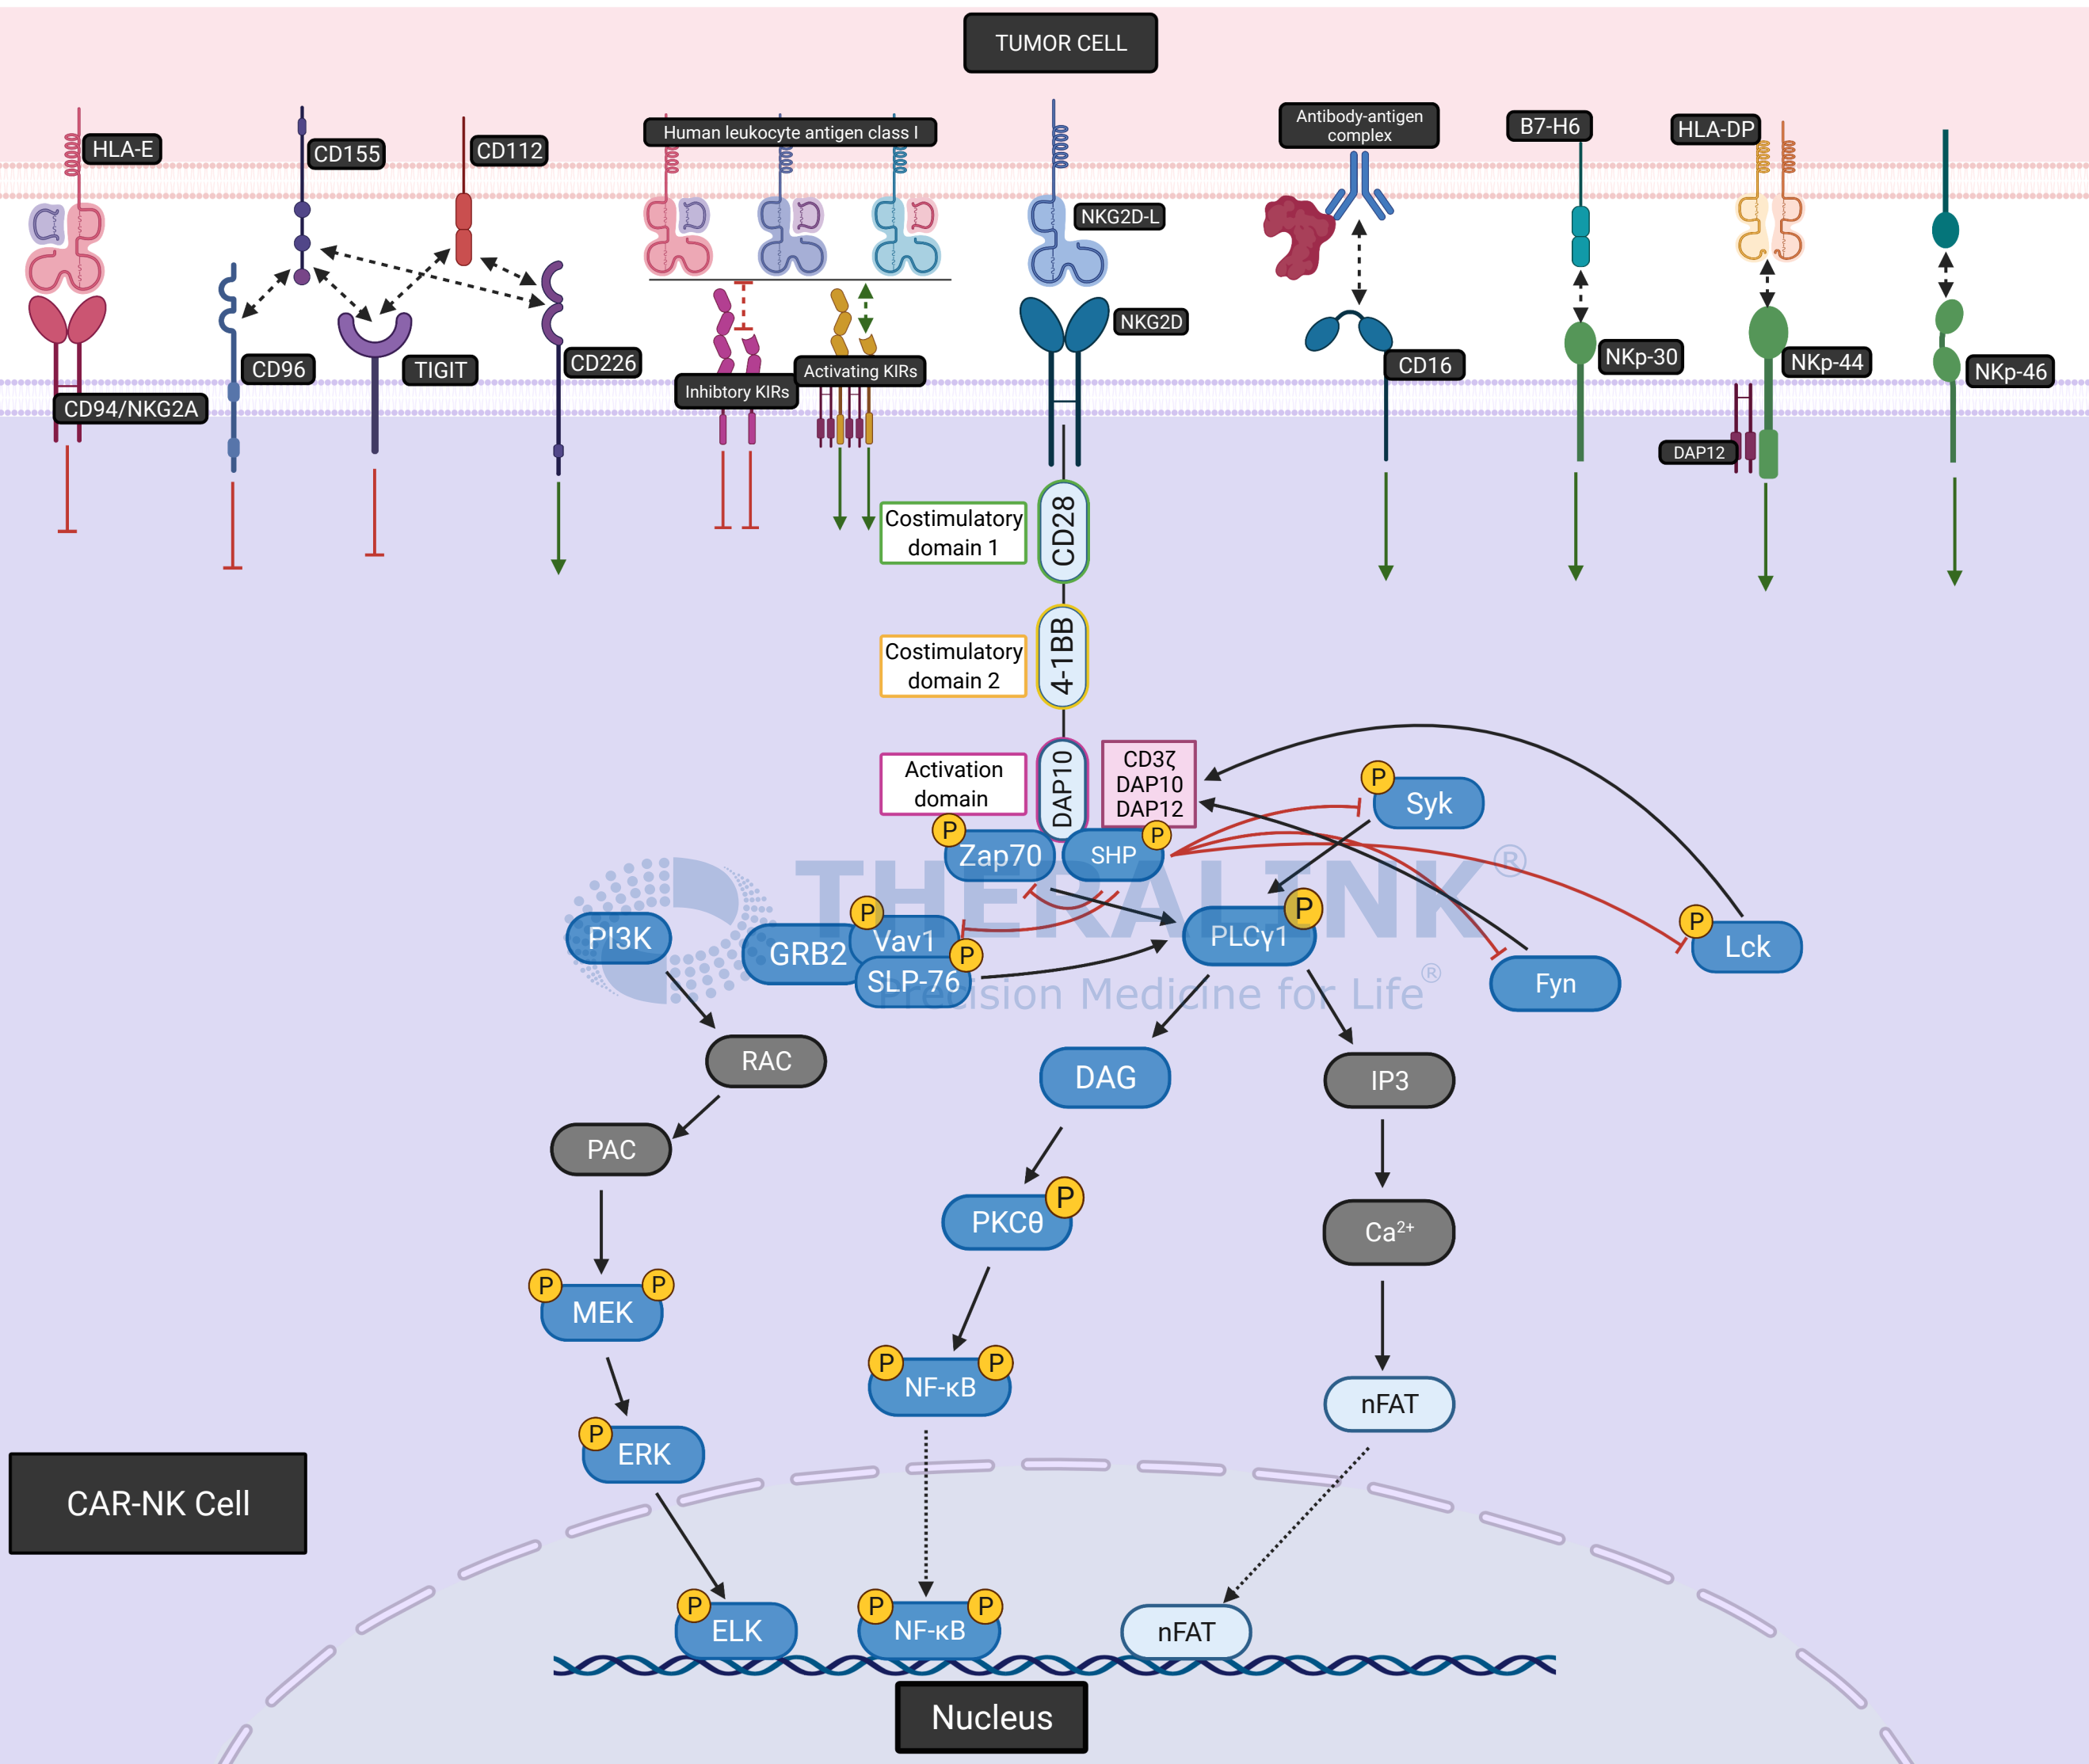 TUMOR CELL
HLA-E
CD155
CD112
Human leukocyte antigen class I
Antibody-antigen
complex
B7-H6
HLA-DP
NKG2D-L
NKG2D
CD96
TIGIT
CD226
Inhibtory KIRs
Activating KIRs
CD16
NKp-30
NKp-44
NKp-46
CD94/NKG2A
DAP12
Costimulatory
domain 1
CD28
Costimulatory
domain 2
4-1BB
Activation
domain
DAP10
CD3ζ
DAP10
DAP12
P
Syk
P
Zap70
SHP
P
THERALINK®
Precision Medicine for Life®
PI3K
GRB2
P
Vav1
P
SLP-76
PLCγ1
P
Fyn
P
Lck
RAC
DAG
IP3
PAC
PKCθ
P
Ca2+
P
P
MEK
P
P
NF-κB
nFAT
P
ERK
CAR-NK Cell
P
ELK
P
P
NF-κB
nFAT
Nucleus